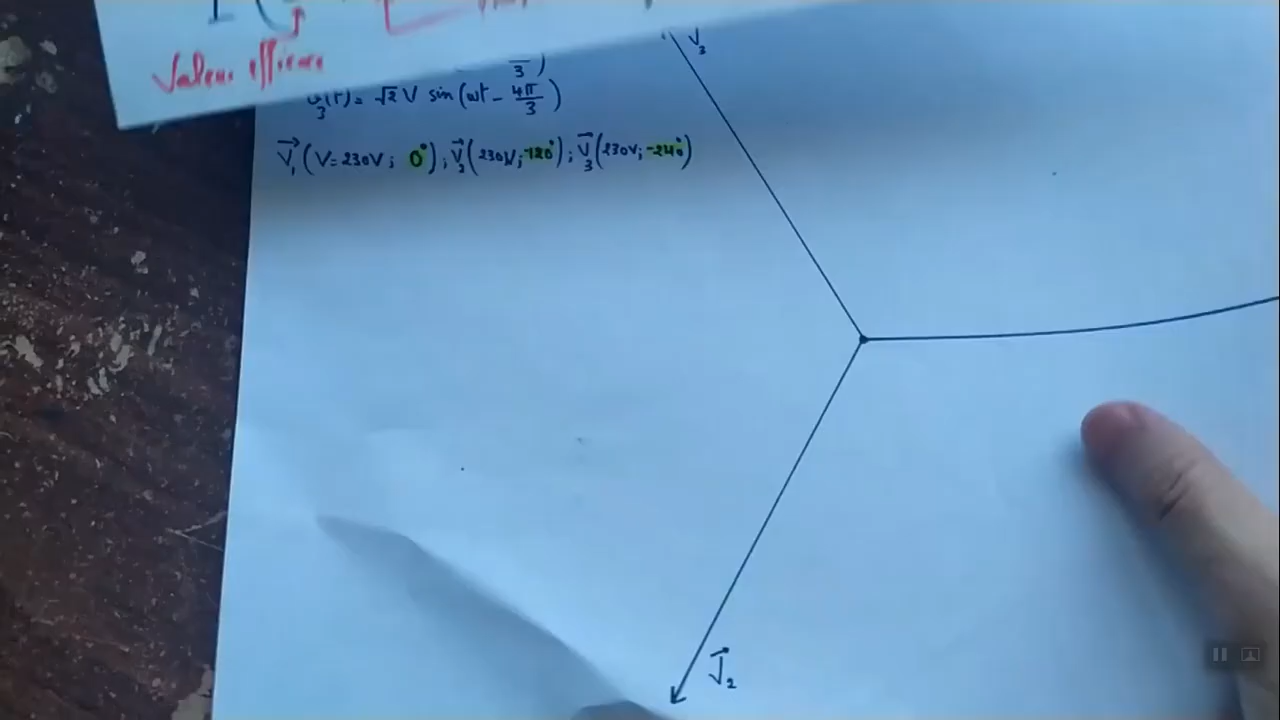 Valeur efficace
3 )
v₃(t) = √2 V sin(ωt - 4π/3)
V⃗₁(V=230V; 0°); V⃗₂(230V; -120°); V⃗₃(230V; -240°)
V₃
V⃗₂